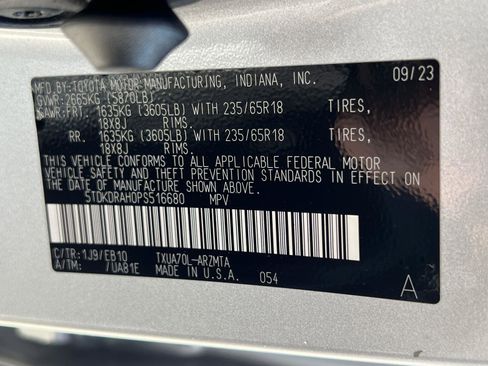 MFD.BY:TOYOTA MOTOR MANUFACTURING, INDIANA, INC. 09/23
GVWR:2665KG (5870LB)
GAWR:FRT. 1635KG (3605LB) WITH 235/65R18 TIRES,
18X8J RIMS.
RR. 1635KG (3605LB) WITH 235/65R18 TIRES,
18X8J RIMS.
THIS VEHICLE CONFORMS TO ALL APPLICABLE FEDERAL MOTOR
VEHICLE SAFETY AND THEFT PREVENTION STANDARDS IN EFFECT ON
THE DATE OF MANUFACTURE SHOWN ABOVE.
5TDKDRAH0PS516680 MPV
C/TR:1J9/EB10 TXUA70L-ARZMTA
A/TM: /UA81E MADE IN U.S.A. 054
A